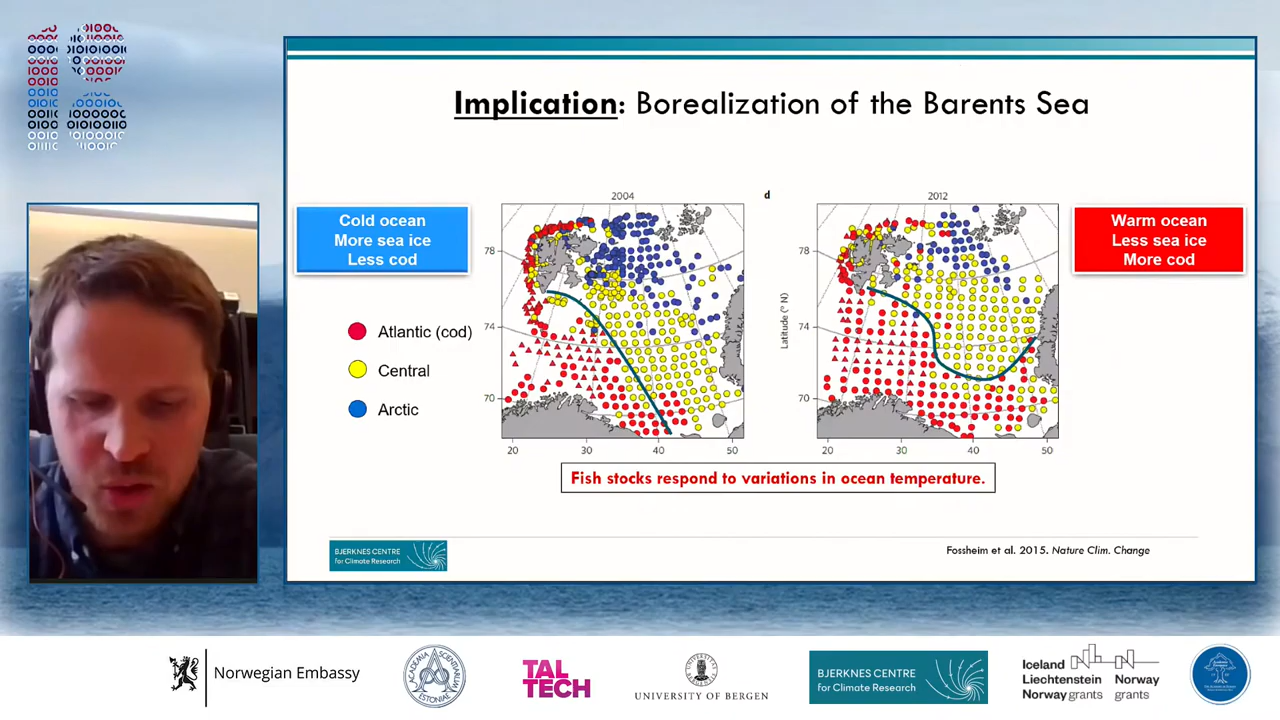 Implication: Borealization of the Barents Sea
Cold ocean
More sea ice
Less cod
Atlantic (cod)
Central
Arctic
2004
78
74
70
20
30
40
50
d
2012
Latitude (° N)
78
74
70
20
30
40
50
Warm ocean
Less sea ice
More cod
Fish stocks respond to variations in ocean temperature.
BJERKNES CENTRE
for Climate Research
Fossheim et al. 2015. Nature Clim. Change
Norwegian Embassy
ACADEMIA SCIENTIARUM ESTONIAE
TAL
TECH
UNIVERSITY OF BERGEN
BJERKNES CENTRE
for Climate Research
Iceland
Liechtenstein
Norway grants
Norway
grants